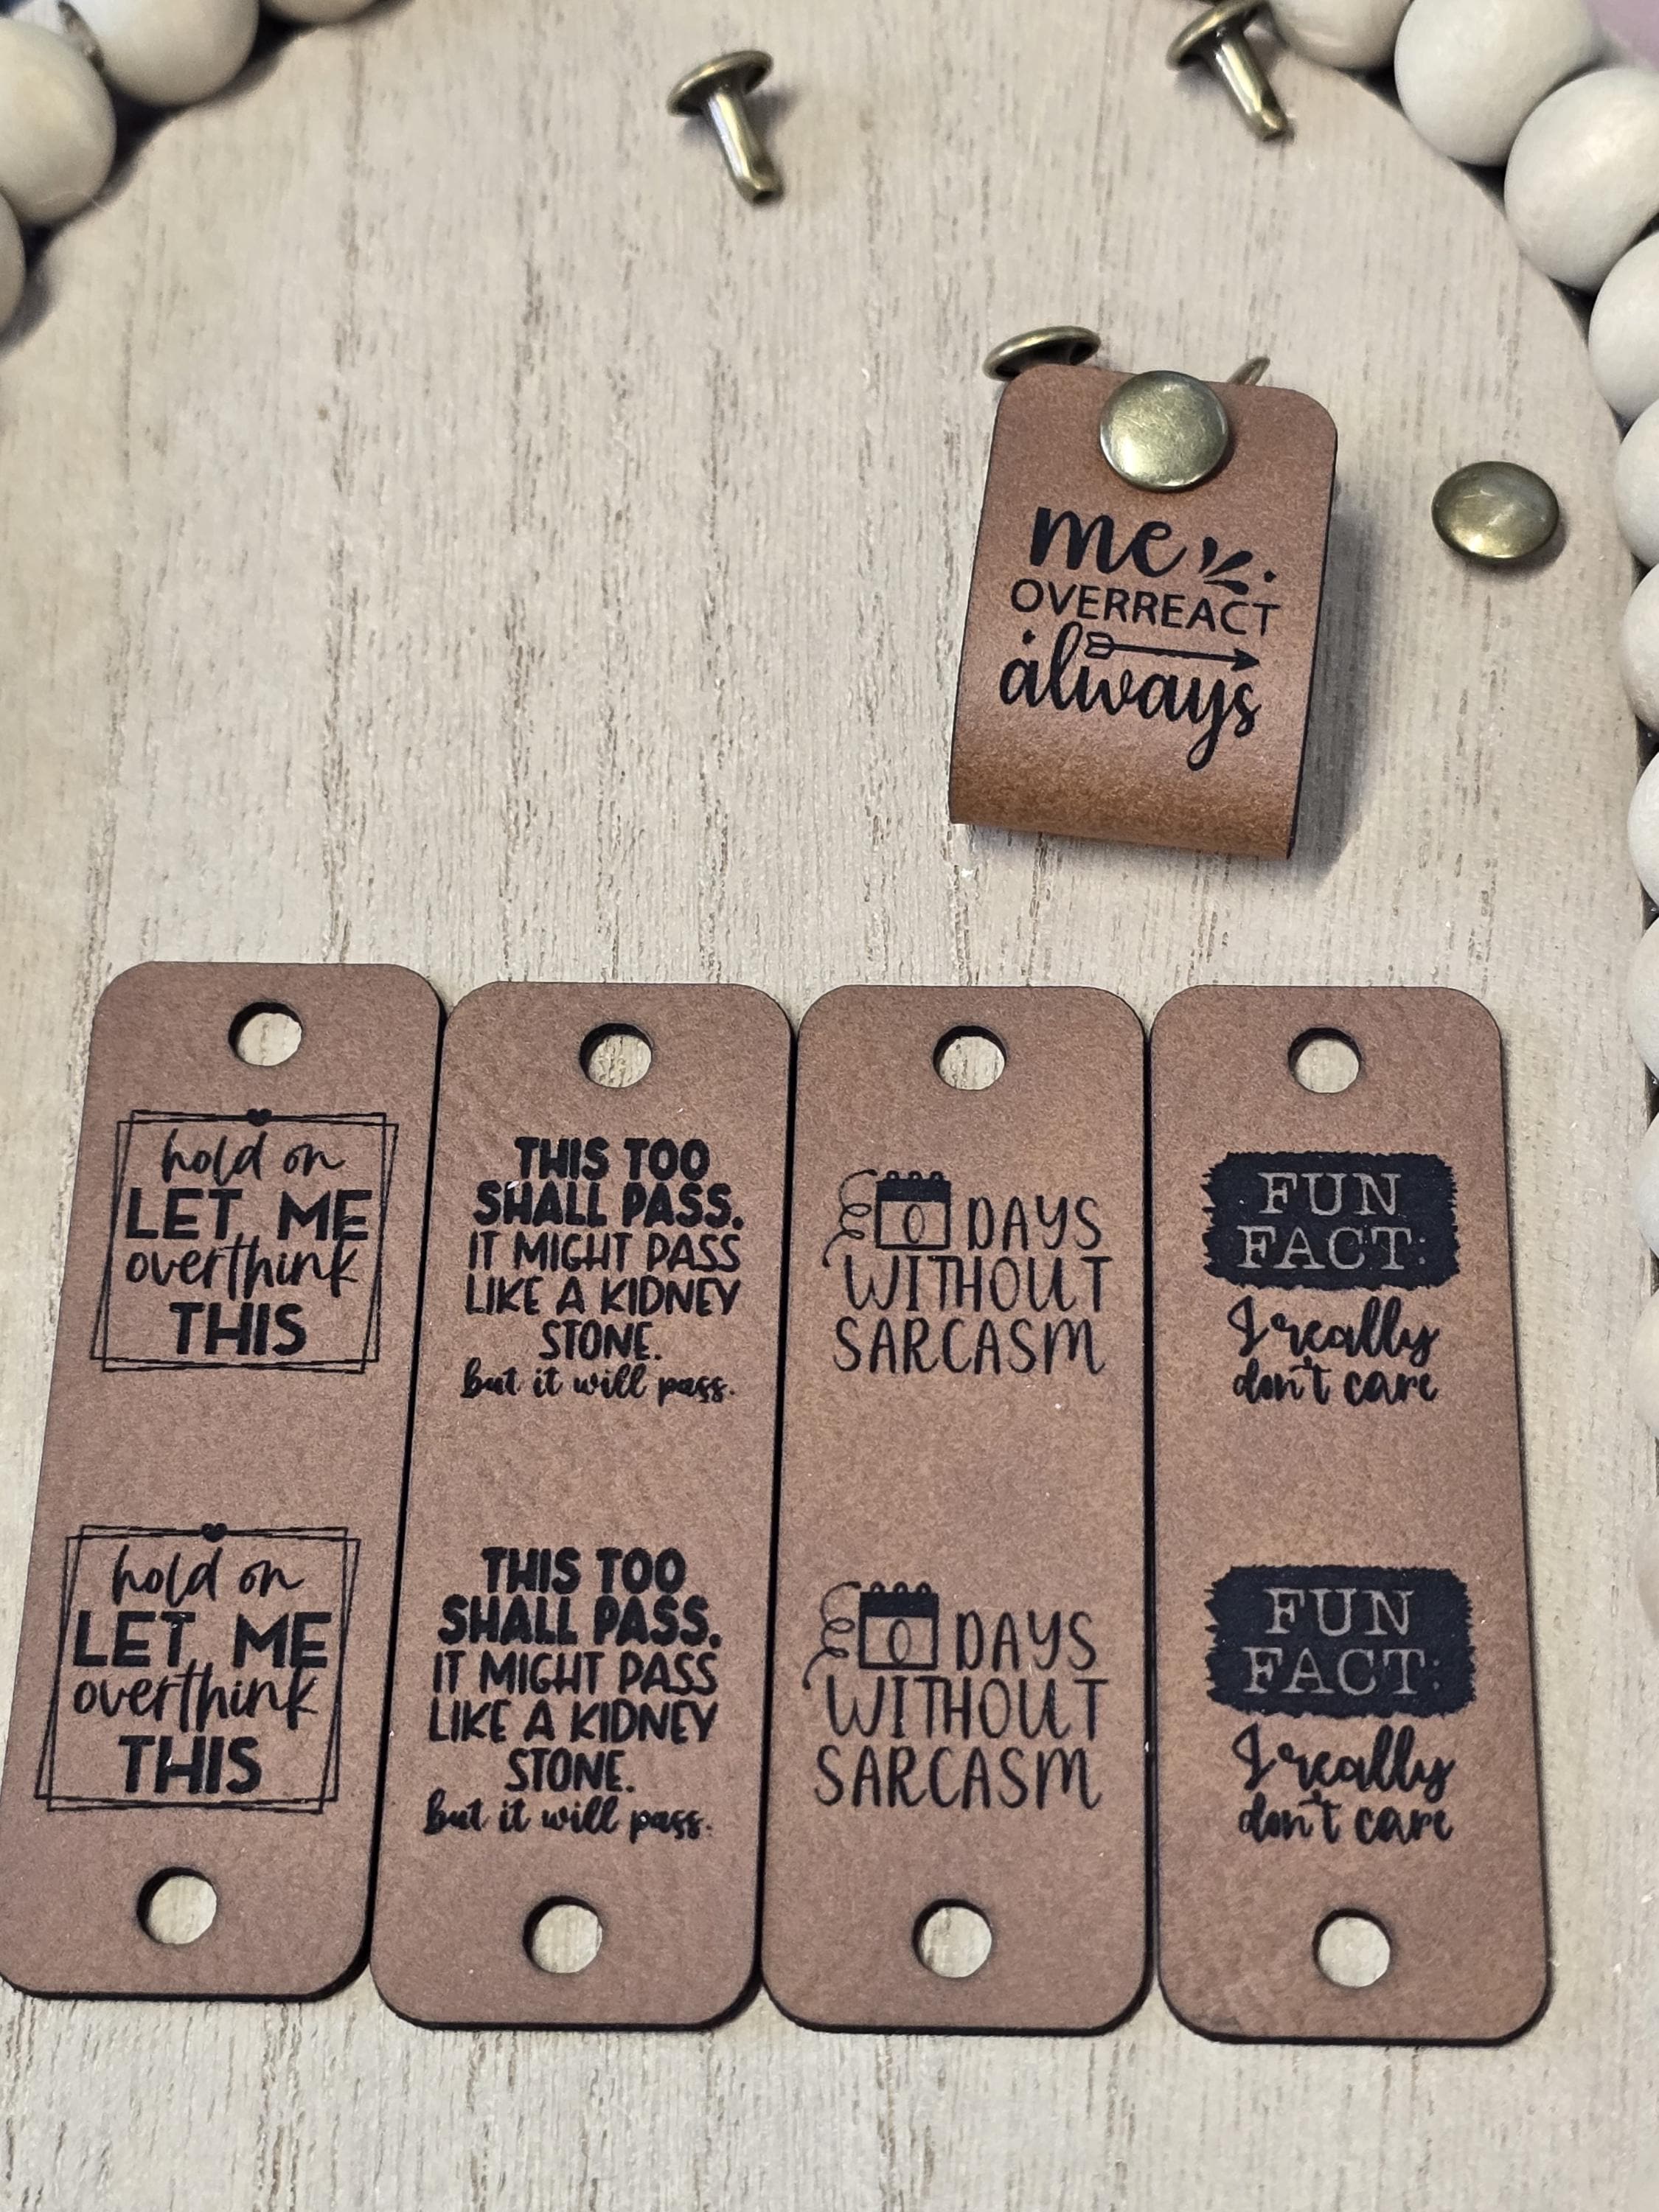 me
OVERREACT
always
hold on
LET ME
overthink
THIS
hold on
LET ME
overthink
THIS
THIS TOO
SHALL PASS.
IT MIGHT PASS
LIKE A KIDNEY
STONE.
but it will pass.
THIS TOO
SHALL PASS.
IT MIGHT PASS
LIKE A KIDNEY
STONE.
but it will pass.
0 DAYS
WITHOUT
SARCASM
0 DAYS
WITHOUT
SARCASM
FUN
FACT:
I really
don't care
FUN
FACT:
I really
don't care